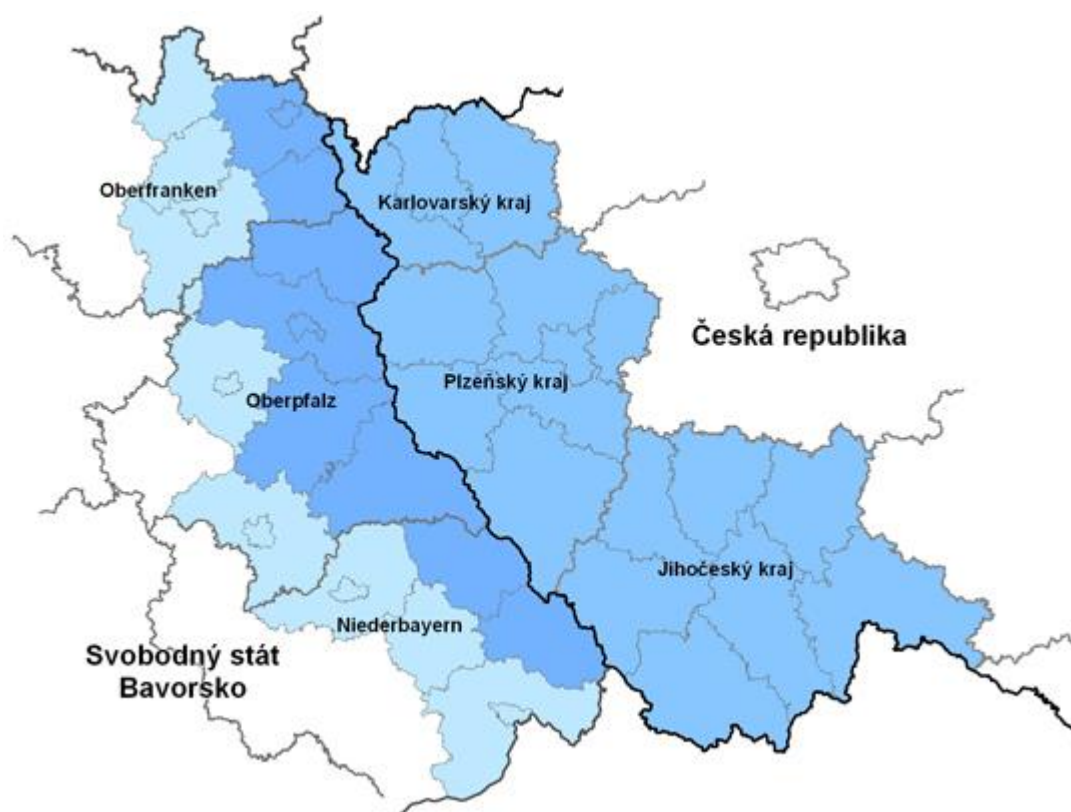 Oberfranken
Karlovarský kraj
Česká republika
Plzeňský kraj
Oberpfalz
Jihočeský kraj
Niederbayern
Svobodný stát
Bavorsko